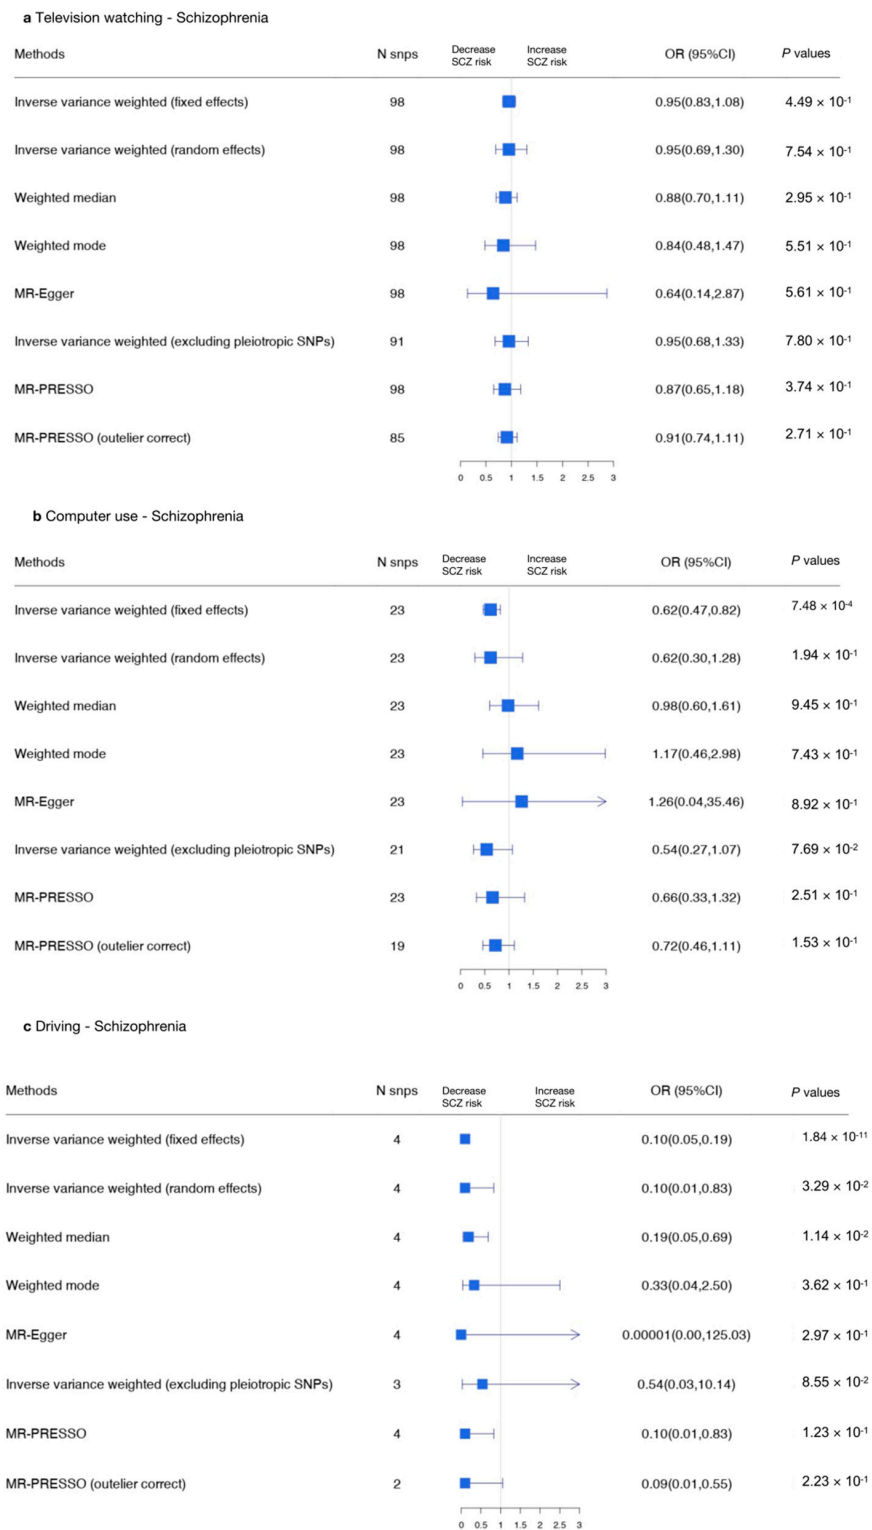 a Television watching - Schizophrenia
Methods N snps Decrease SCZ risk Increase SCZ risk OR (95%CI) P values
Inverse variance weighted (fixed effects) 98 0.95(0.83,1.08) 4.49 × 10-1
Inverse variance weighted (random effects) 98 0.95(0.69,1.30) 7.54 × 10-1
Weighted median 98 0.88(0.70,1.11) 2.95 × 10-1
Weighted mode 98 0.84(0.48,1.47) 5.51 × 10-1
MR-Egger 98 0.64(0.14,2.87) 5.61 × 10-1
Inverse variance weighted (excluding pleiotropic SNPs) 91 0.95(0.68,1.33) 7.80 × 10-1
MR-PRESSO 98 0.87(0.65,1.18) 3.74 × 10-1
MR-PRESSO (outelier correct) 85 0.91(0.74,1.11) 2.71 × 10-1
0 0.5 1 1.5 2 2.5 3
b Computer use - Schizophrenia
Methods N snps Decrease SCZ risk Increase SCZ risk OR (95%CI) P values
Inverse variance weighted (fixed effects) 23 0.62(0.47,0.82) 7.48 × 10-4
Inverse variance weighted (random effects) 23 0.62(0.30,1.28) 1.94 × 10-1
Weighted median 23 0.98(0.60,1.61) 9.45 × 10-1
Weighted mode 23 1.17(0.46,2.98) 7.43 × 10-1
MR-Egger 23 1.26(0.04,35.46) 8.92 × 10-1
Inverse variance weighted (excluding pleiotropic SNPs) 21 0.54(0.27,1.07) 7.69 × 10-2
MR-PRESSO 23 0.66(0.33,1.32) 2.51 × 10-1
MR-PRESSO (outelier correct) 19 0.72(0.46,1.11) 1.53 × 10-1
0 0.5 1 1.5 2 2.5 3
c Driving - Schizophrenia
Methods N snps Decrease SCZ risk Increase SCZ risk OR (95%CI) P values
Inverse variance weighted (fixed effects) 4 0.10(0.05,0.19) 1.84 × 10-11
Inverse variance weighted (random effects) 4 0.10(0.01,0.83) 3.29 × 10-2
Weighted median 4 0.19(0.05,0.69) 1.14 × 10-2
Weighted mode 4 0.33(0.04,2.50) 3.62 × 10-1
MR-Egger 4 0.00001(0.00,125.03) 2.97 × 10-1
Inverse variance weighted (excluding pleiotropic SNPs) 3 0.54(0.03,10.14) 8.55 × 10-2
MR-PRESSO 4 0.10(0.01,0.83) 1.23 × 10-1
MR-PRESSO (outelier correct) 2 0.09(0.01,0.55) 2.23 × 10-1
0 0.5 1 1.5 2 2.5 3